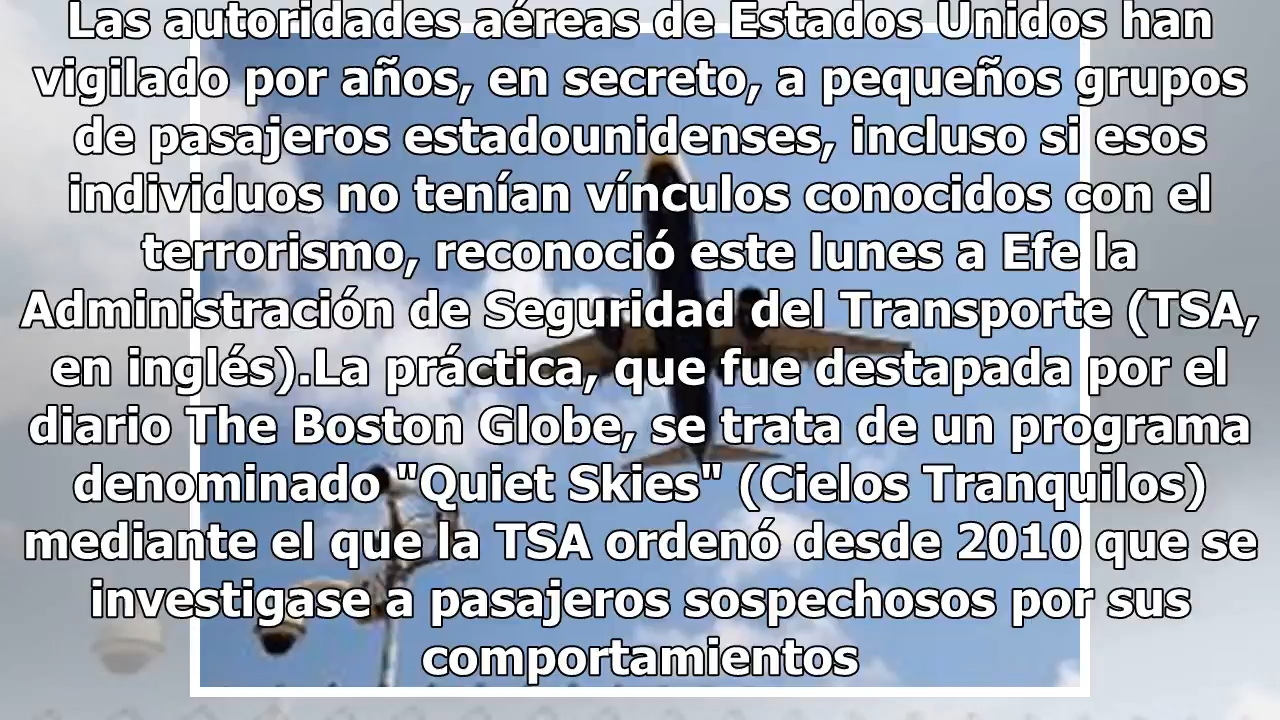 Las autoridades aéreas de Estados Unidos han
vigilado por años, en secreto, a pequeños grupos
de pasajeros estadounidenses, incluso si esos
individuos no tenían vínculos conocidos con el
terrorismo, reconoció este lunes a Efe la
Administración de Seguridad del Transporte (TSA,
en inglés).La práctica, que fue destapada por el
diario The Boston Globe, se trata de un programa
denominado "Quiet Skies" (Cielos Tranquilos)
mediante el que la TSA ordenó desde 2010 que se
investigase a pasajeros sospechosos por sus
comportamientos